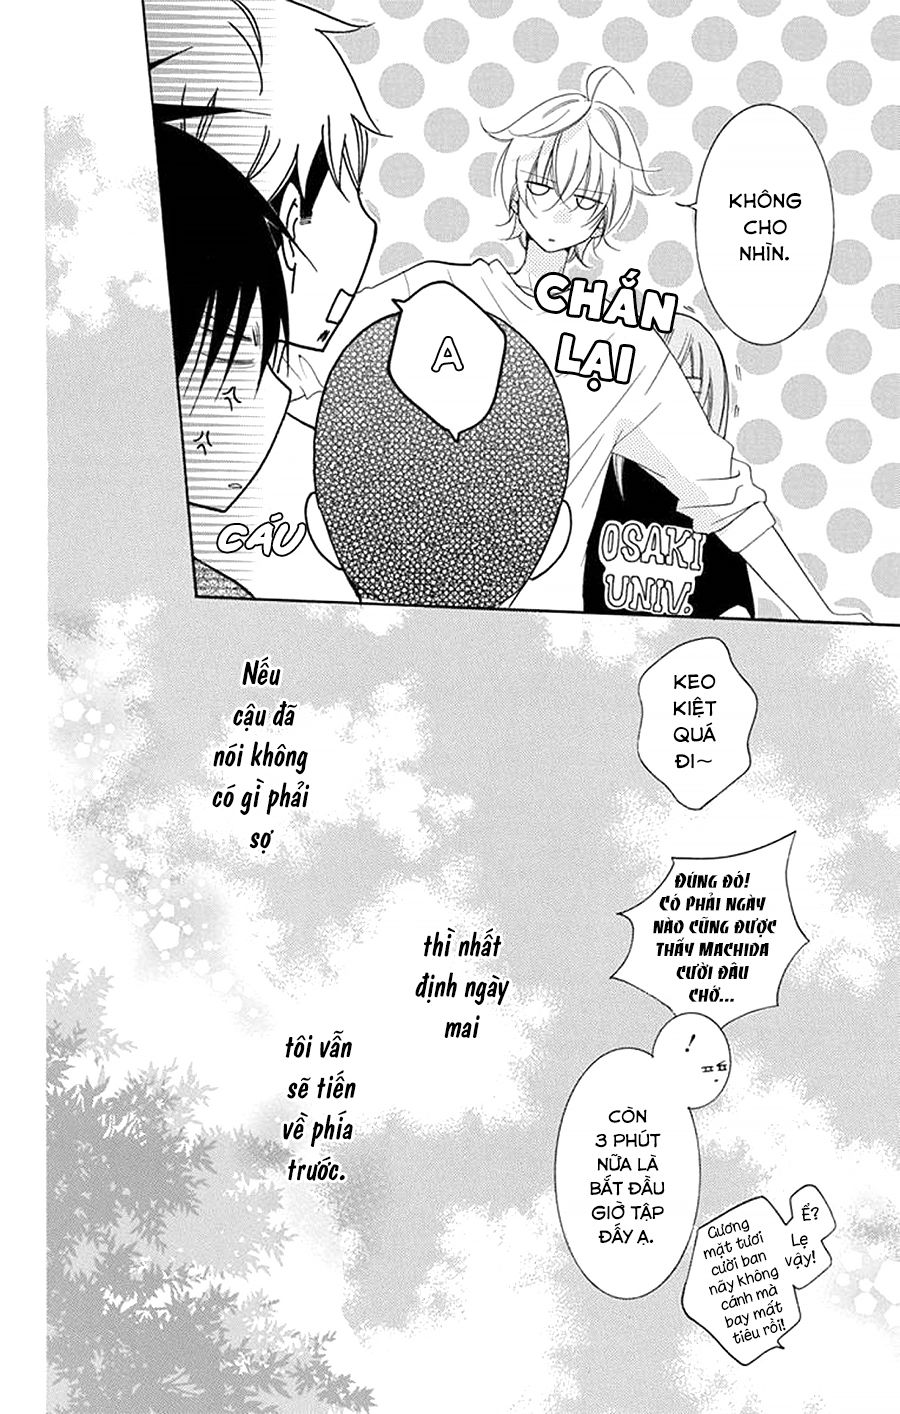 KHÔNG
CHO
NHÌN.
CHẮN
LẠI
A
CÁU
OSAKI
UNIV.
KEO
KIỆT
QUÁ
ĐI~
ĐÚNG ĐÓ!
CÓ PHẢI NGÀY
NÀO CŨNG ĐƯỢC
THẤY MACHIDA
CƯỜI ĐÂU
CHỚ...
!
CÒN
3 PHÚT
NỮA LÀ
BẮT ĐẦU
GIỜ TẬP
ĐẤY Ạ.
Ể?
Lẹ
vậy!
Gương
mặt tươi
cười ban
nãy không
cánh mà
bay mất
tiêu rồi!
Nếu
cậu đã
nói không
có gì phải
sợ
thì nhất
định ngày
mai
tôi vẫn
sẽ tiến
về phía
trước.